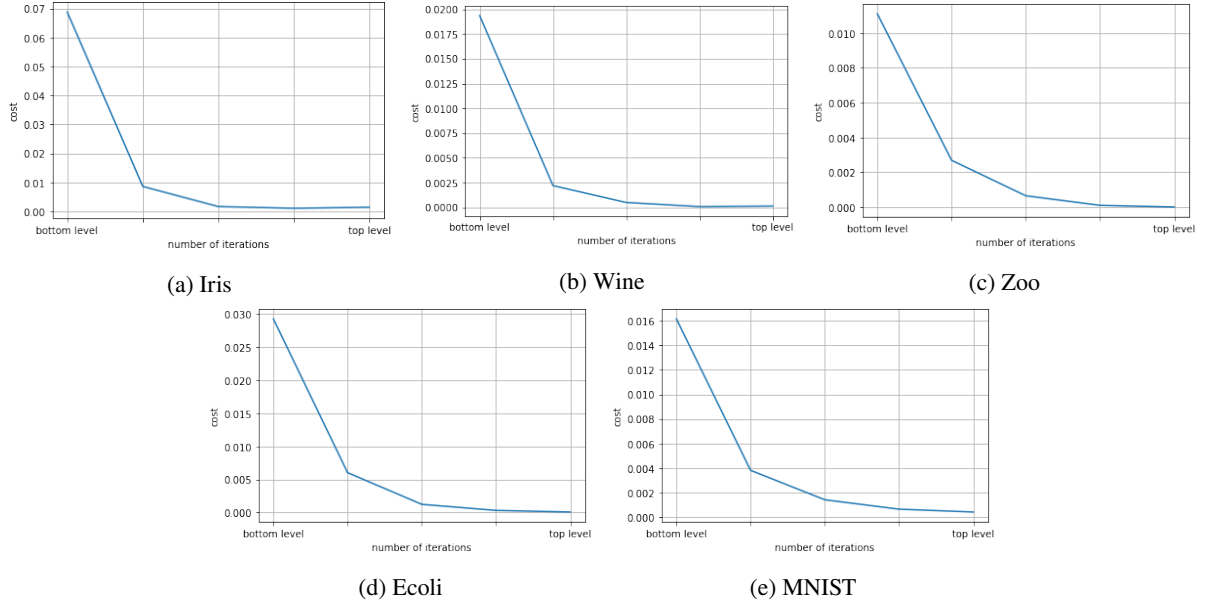 0.07
0.06
0.05
0.04
0.03
0.02
0.01
0.00
cost
bottom level
top level
number of iterations
(a) Iris
0.0200
0.0175
0.0150
0.0125
0.0100
0.0075
0.0050
0.0025
0.0000
cost
bottom level
top level
number of iterations
(b) Wine
0.010
0.008
0.006
0.004
0.002
0.000
cost
bottom level
top level
number of iterations
(c) Zoo
0.030
0.025
0.020
0.015
0.010
0.005
0.000
cost
bottom level
top level
number of iterations
(d) Ecoli
0.016
0.014
0.012
0.010
0.008
0.006
0.004
0.002
0.000
cost
bottom level
top level
number of iterations
(e) MNIST